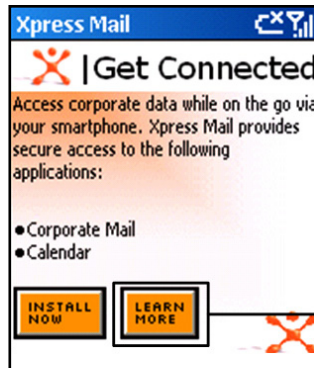 Xpress Mail
|Get Connected
Access corporate data while on the go via
your smartphone. Xpress Mail provides
secure access to the following
applications:
●Corporate Mail
●Calendar
INSTALL NOW
LEARN MORE